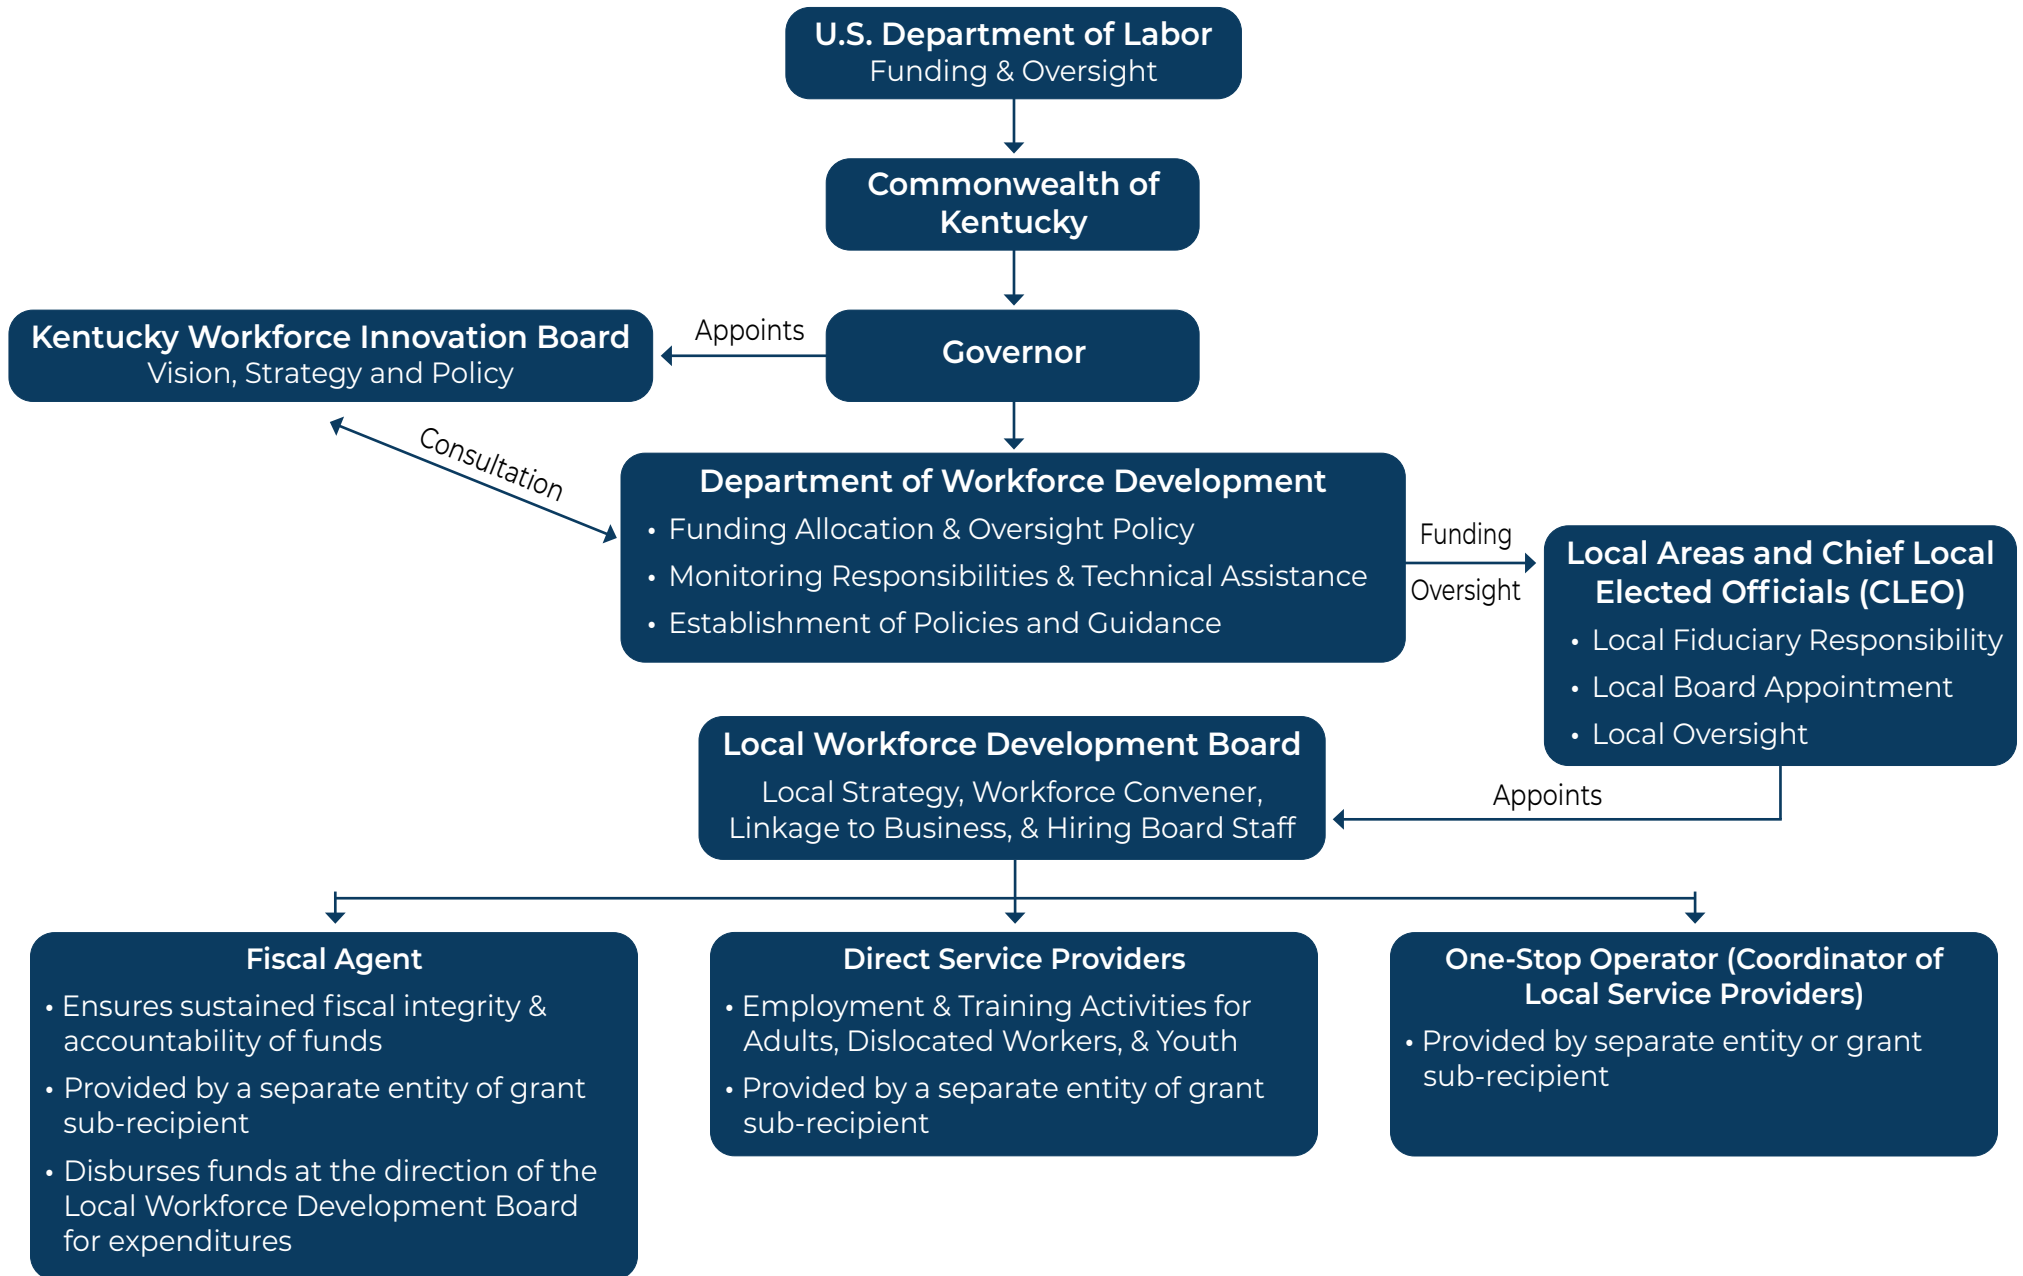 U.S. Department of Labor
Funding & Oversight
Commonwealth of
Kentucky
Kentucky Workforce Innovation Board
Vision, Strategy and Policy
Appoints
Governor
Consultation
Department of Workforce Development
• Funding Allocation & Oversight Policy
• Monitoring Responsibilities & Technical Assistance
• Establishment of Policies and Guidance
Funding
Oversight
Local Areas and Chief Local
Elected Officials (CLEO)
• Local Fiduciary Responsibility
• Local Board Appointment
• Local Oversight
Appoints
Local Workforce Development Board
Local Strategy, Workforce Convener,
Linkage to Business, & Hiring Board Staff
Fiscal Agent
• Ensures sustained fiscal integrity &
accountability of funds
• Provided by a separate entity of grant
sub-recipient
• Disburses funds at the direction of the
Local Workforce Development Board
for expenditures
Direct Service Providers
• Employment & Training Activities for
Adults, Dislocated Workers, & Youth
• Provided by a separate entity of grant
sub-recipient
One-Stop Operator (Coordinator of
Local Service Providers)
• Provided by separate entity or grant
sub-recipient